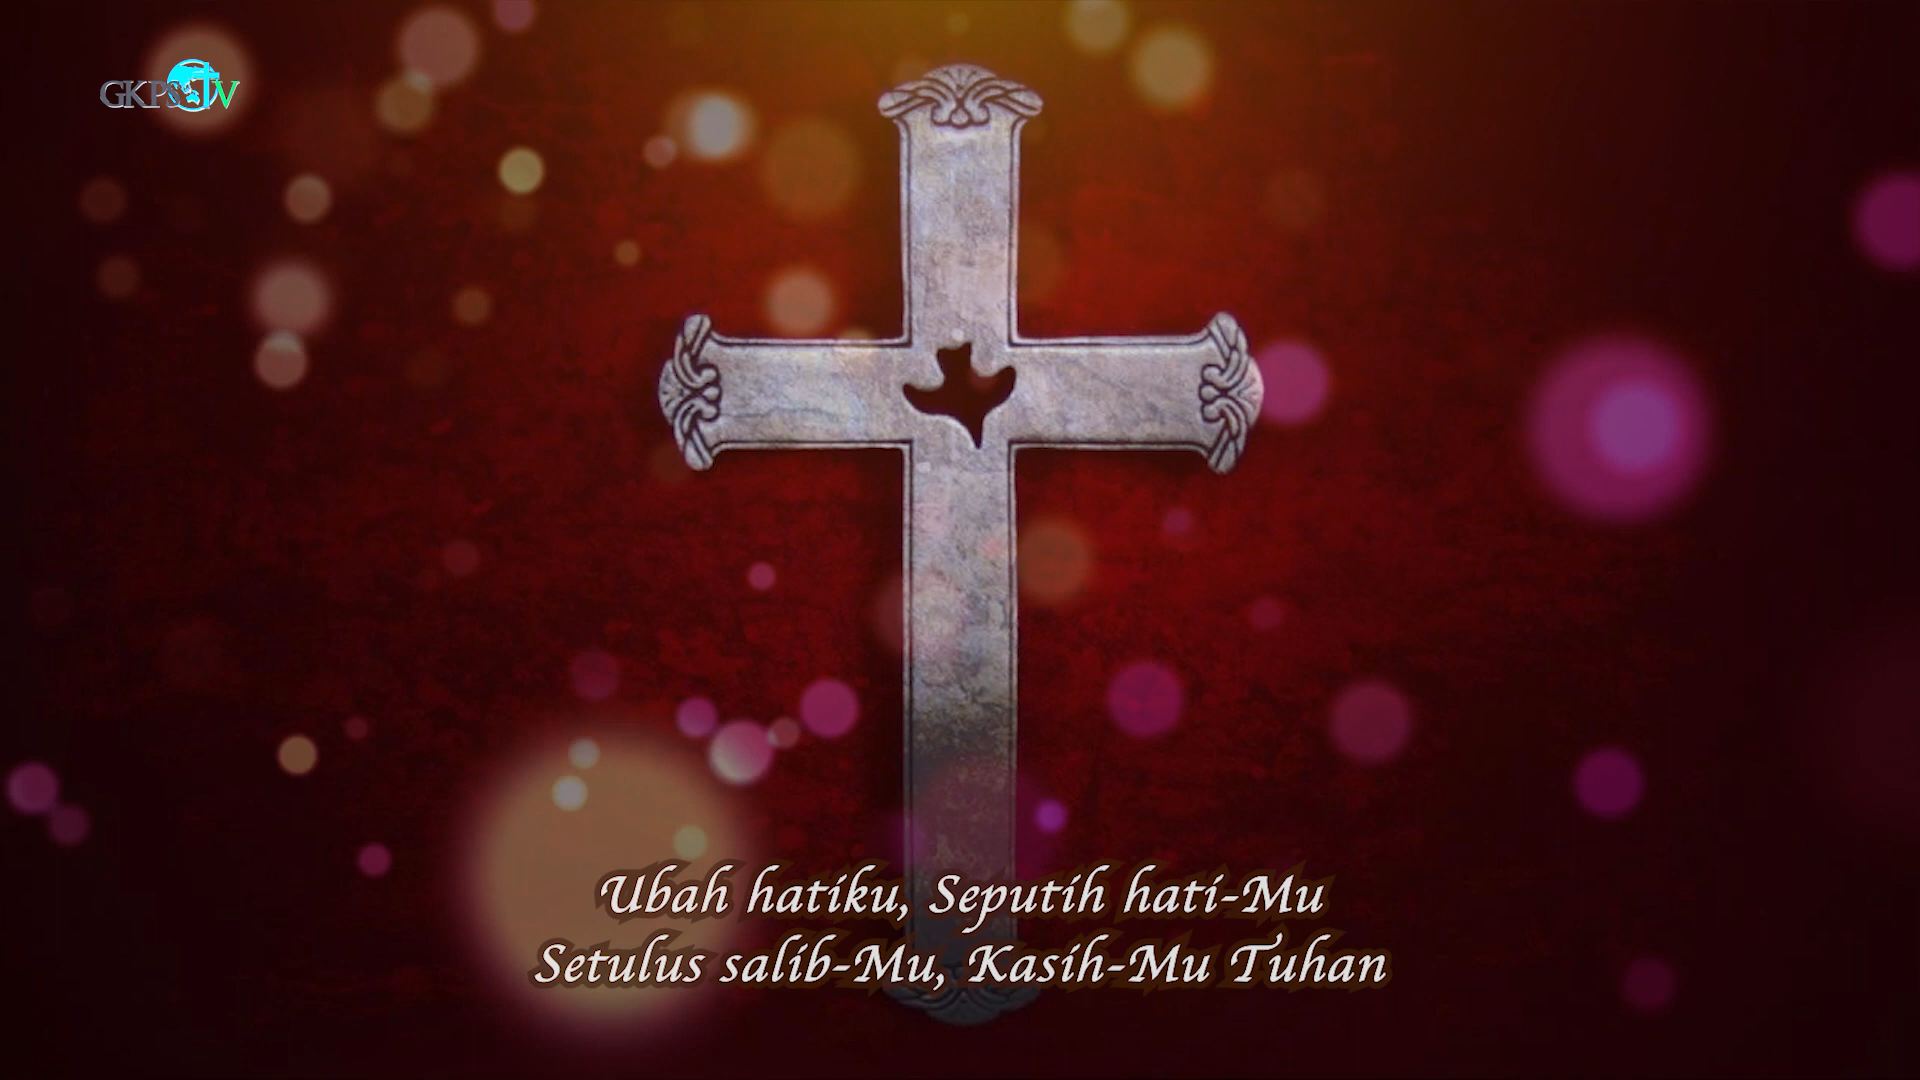 GKPS TV
Ubah hatiku, Seputih hati-Mu
Setulus salib-Mu, Kasih-Mu Tuhan